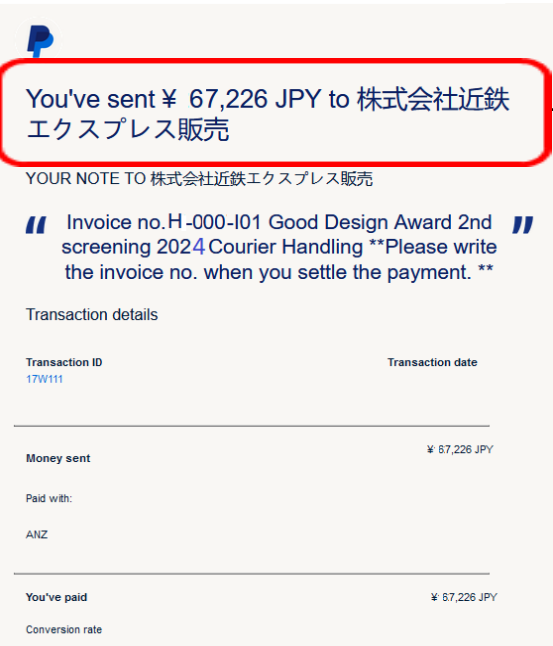 You've sent ¥ 67,226 JPY to 株式会社近鉄
エクスプレス販売
YOUR NOTE TO 株式会社近鉄エクスプレス販売
" Invoice no.H-000-I01 Good Design Award 2nd "
screening 2024 Courier Handling **Please write
the invoice no. when you settle the payment. **
Transaction details
Transaction ID Transaction date
17W111
Money sent ¥ 67,226 JPY
Paid with:
ANZ
You've paid ¥ 67,226 JPY
Conversion rate